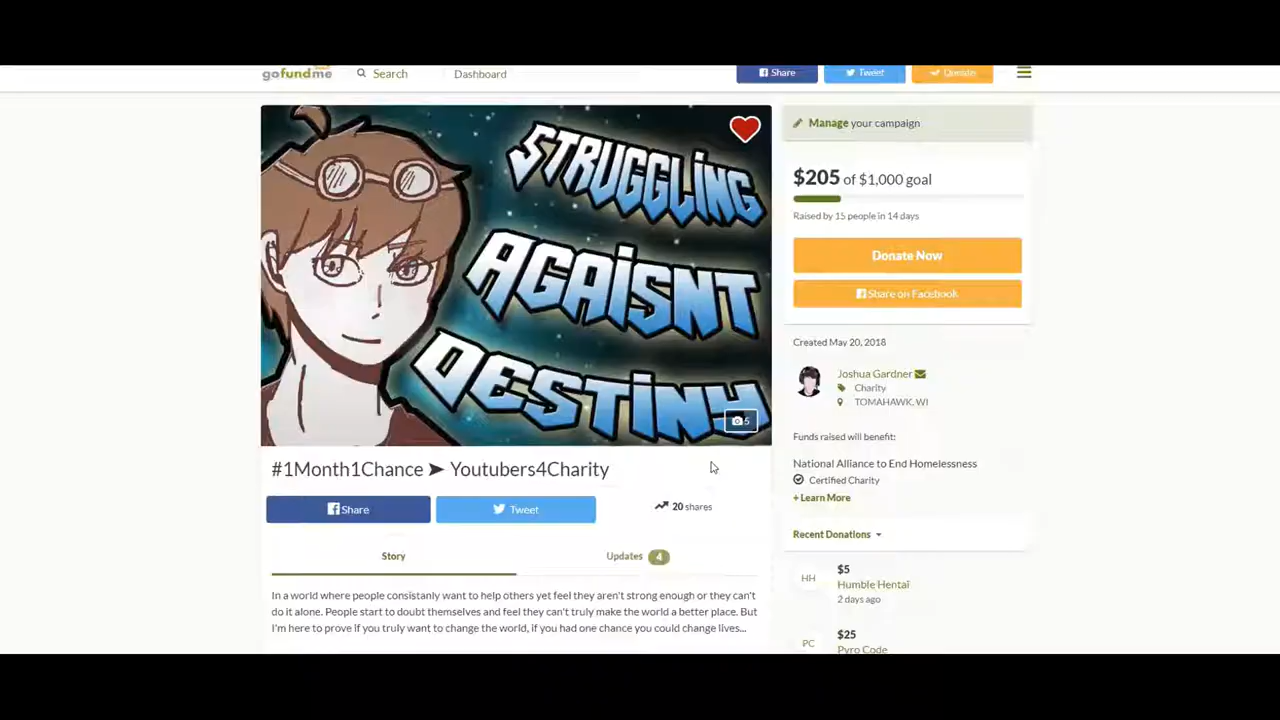 gofundme
Search
Dashboard
Share
Tweet
Donate
STRUGGLING
AGAISNT
DESTINY
5
Manage your campaign
$205 of $1,000 goal
Raised by 15 people in 14 days
Donate Now
Share on Facebook
Created May 20, 2018
Joshua Gardner
Charity
TOMAHAWK, WI
Funds raised will benefit:
National Alliance to End Homelessness
Certified Charity
+ Learn More
#1Month1Chance ➤ Youtubers4Charity
Share
Tweet
20 shares
Story
Updates 4
In a world where people consistanly want to help others yet feel they aren't strong enough or they can't
do it alone. People start to doubt themselves and feel they can't truly make the world a better place. But
I'm here to prove if you truly want to change the world, if you had one chance you could change lives...
Recent Donations
HH
$5
Humble Hentai
2 days ago
PC
$25
Pyro Code